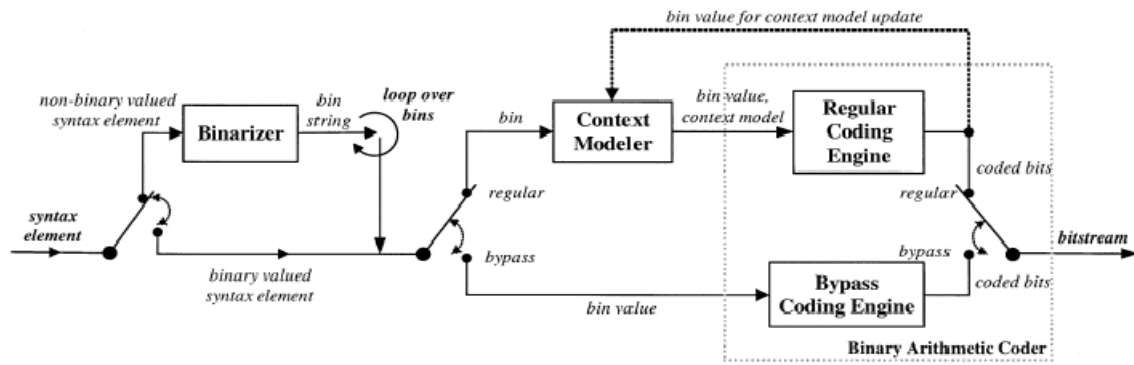 bin value for context model update
non-binary valued
syntax element
Binarizer
bin
string
loop over
bins
bin
Context
Modeler
bin value,
context model
Regular
Coding
Engine
coded bits
regular
regular
syntax
element
bypass
bypass
bitstream
binary valued
syntax element
bin value
Bypass
Coding Engine
coded bits
Binary Arithmetic Coder